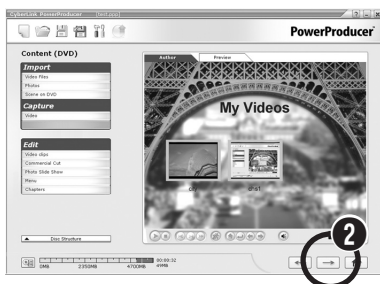 CyberLink PowerProducer
PowerProducer
Content (DVD)
Author
Preview
Import
Video files
Photos
Scene on DVD
Capture
Video
Edit
Video clips
Commercial Cut
Photo Slide Show
Menu
Chapters
My Videos
Disc Structure
2
00:00:32
0MB
2350MB
4700MB